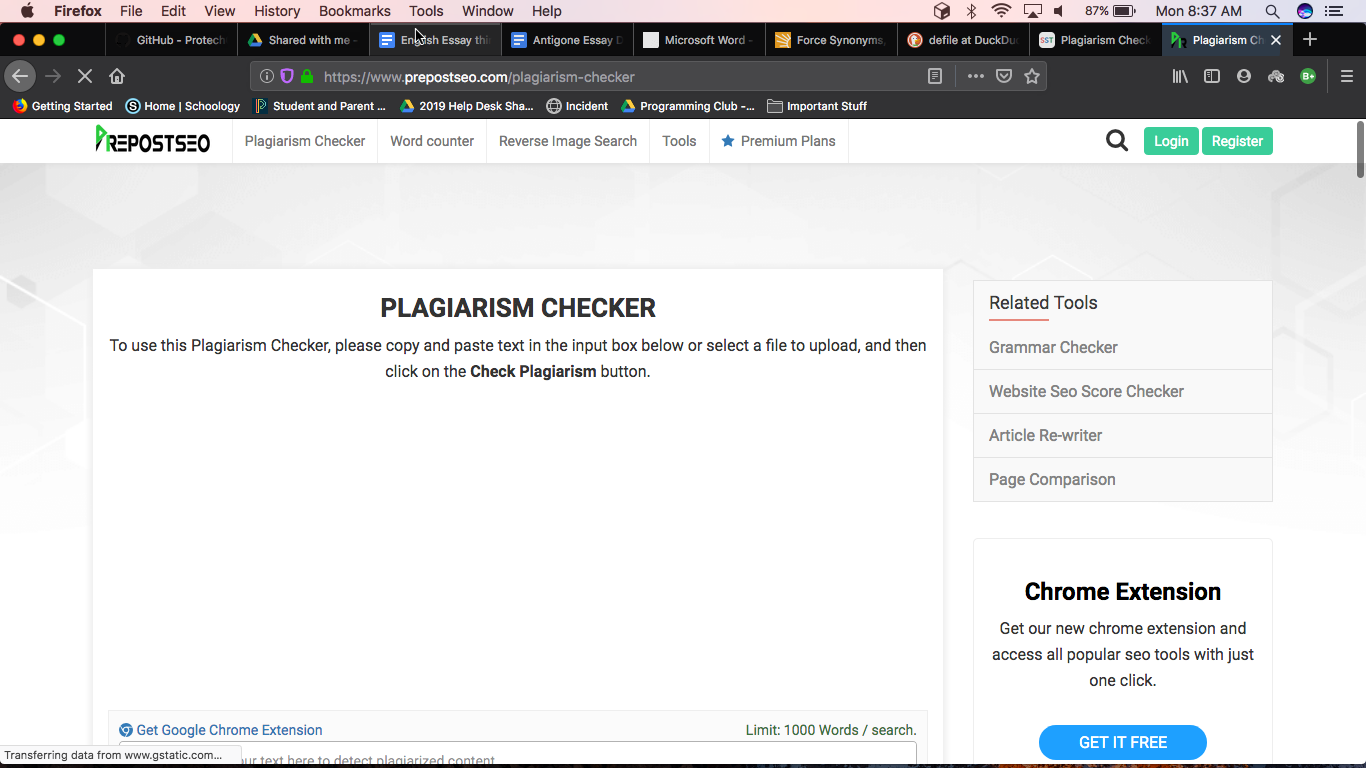 Firefox File Edit View History Bookmarks Tools Window Help 87% Mon 8:37 AM
GitHub - Protech Shared with me - English Essay thi Antigone Essay D Microsoft Word - Force Synonyms, defile at DuckDu SST Plagiarism Check Plagiarism Ch
https://www.prepostseo.com/plagiarism-checker
Getting Started Home | Schoology Student and Parent ... 2019 Help Desk Sha... Incident Programming Club -... Important Stuff
PREPOSTSEO Plagiarism Checker Word counter Reverse Image Search Tools Premium Plans Login Register
PLAGIARISM CHECKER
To use this Plagiarism Checker, please copy and paste text in the input box below or select a file to upload, and then
click on the Check Plagiarism button.
Related Tools
Grammar Checker
Website Seo Score Checker
Article Re-writer
Page Comparison
Chrome Extension
Get our new chrome extension and
access all popular seo tools with just
one click.
GET IT FREE
Get Google Chrome Extension Limit: 1000 Words / search.
your text here to detect plagiarized content
Transferring data from www.gstatic.com...